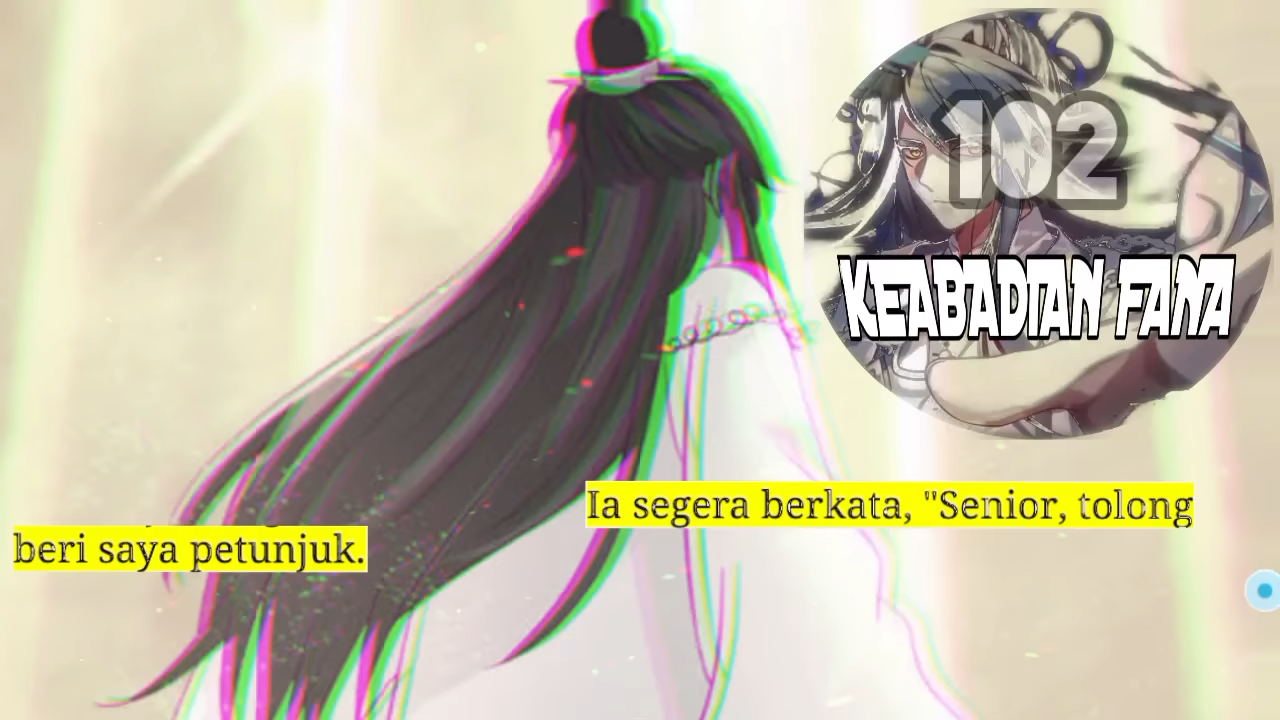 102
KEABADIAN FANA
Ia segera berkata, "Senior, tolong
beri saya petunjuk.